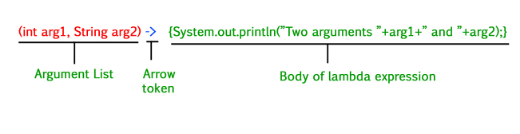 (int arg1, String arg2) -> {System.out.println("Two arguments "+arg1+" and "+arg2);}
Argument List Arrow token Body of lambda expression